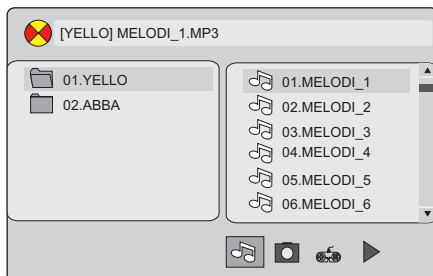 [YELLO] MELODI_1.MP3
01.YELLO
02.ABBA
01.MELODI_1
02.MELODI_2
03.MELODI_3
04.MELODI_4
05.MELODI_5
06.MELODI_6